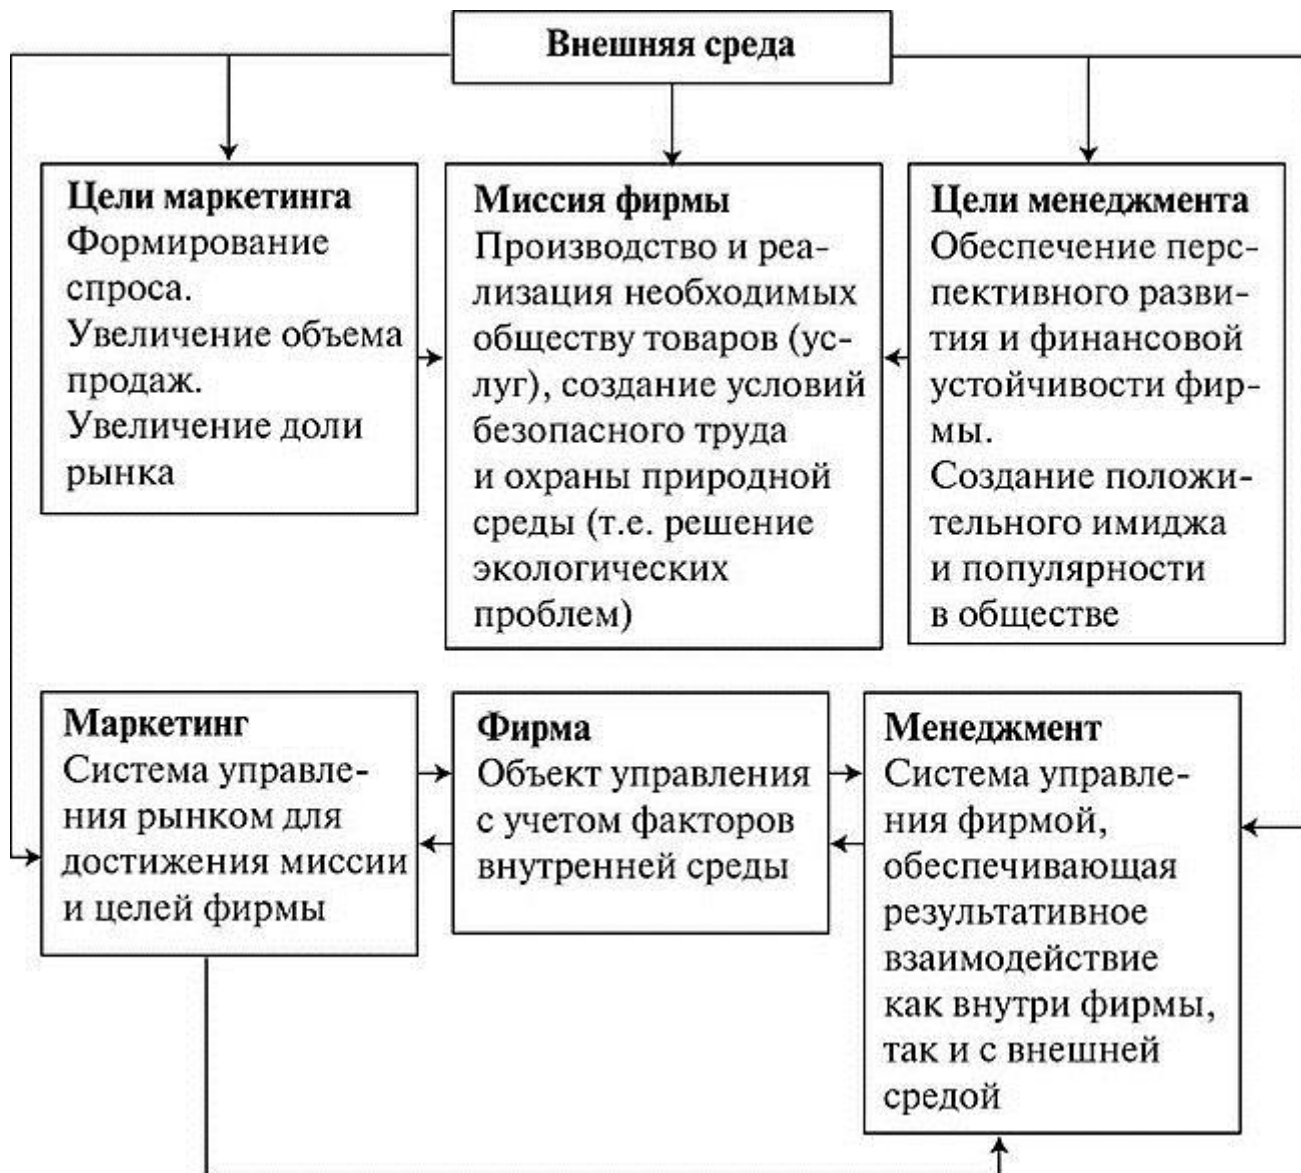 Внешняя среда
Цели маркетинга
Формирование
спроса.
Увеличение объема
продаж.
Увеличение доли
рынка
Миссия фирмы
Производство и реа-
лизация необходимых
обществу товаров (ус-
луг), создание условий
безопасного труда
и охраны природной
среды (т.е. решение
экологических
проблем)
Цели менеджмента
Обеспечение перс-
пективного разви-
тия и финансовой
устойчивости фир-
мы.
Создание положи-
тельного имиджа
и популярности
в обществе
Маркетинг
Система управле-
ния рынком для
достижения миссии
и целей фирмы
Фирма
Объект управления
с учетом факторов
внутренней среды
Менеджмент
Система управле-
ния фирмой,
обеспечивающая
результативное
взаимодействие
как внутри фирмы,
так и с внешней
средой